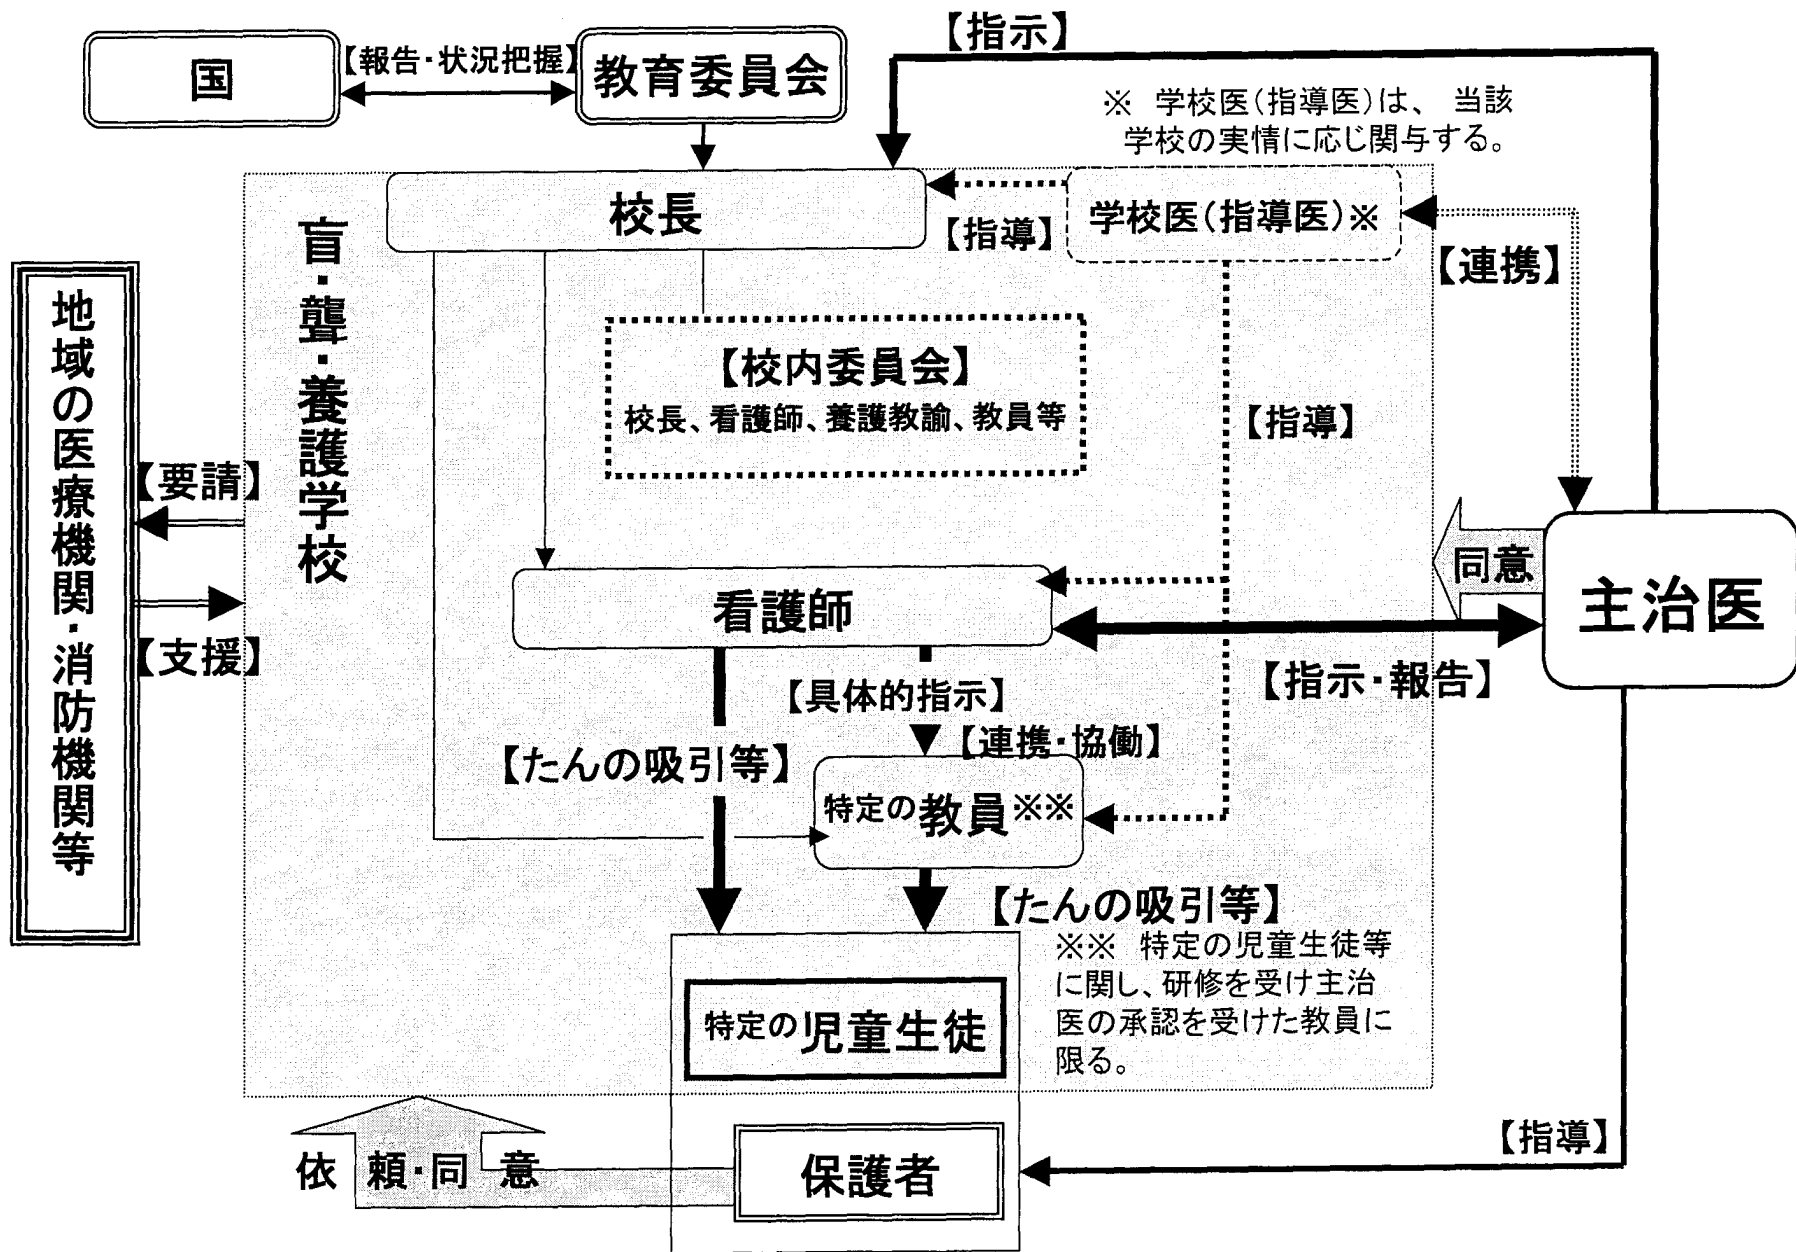 国
【報告・状況把握】
教育委員会
【指示】
※ 学校医(指導医)は、 当該
学校の実情に応じ関与する。
校長
【指導】
学校医(指導医)※
【連携】
盲・聾・養護学校
地域の医療機関・消防機関等
【要請】
【支援】
【校内委員会】
校長、看護師、養護教諭、教員等
【指導】
同意
主治医
看護師
【指示・報告】
【具体的指示】
【連携・協働】
【たんの吸引等】
特定の教員※※
【たんの吸引等】
※※ 特定の児童生徒等
に関し、研修を受け主治
医の承認を受けた教員に
限る。
特定の児童生徒
依頼・同意
保護者
【指導】